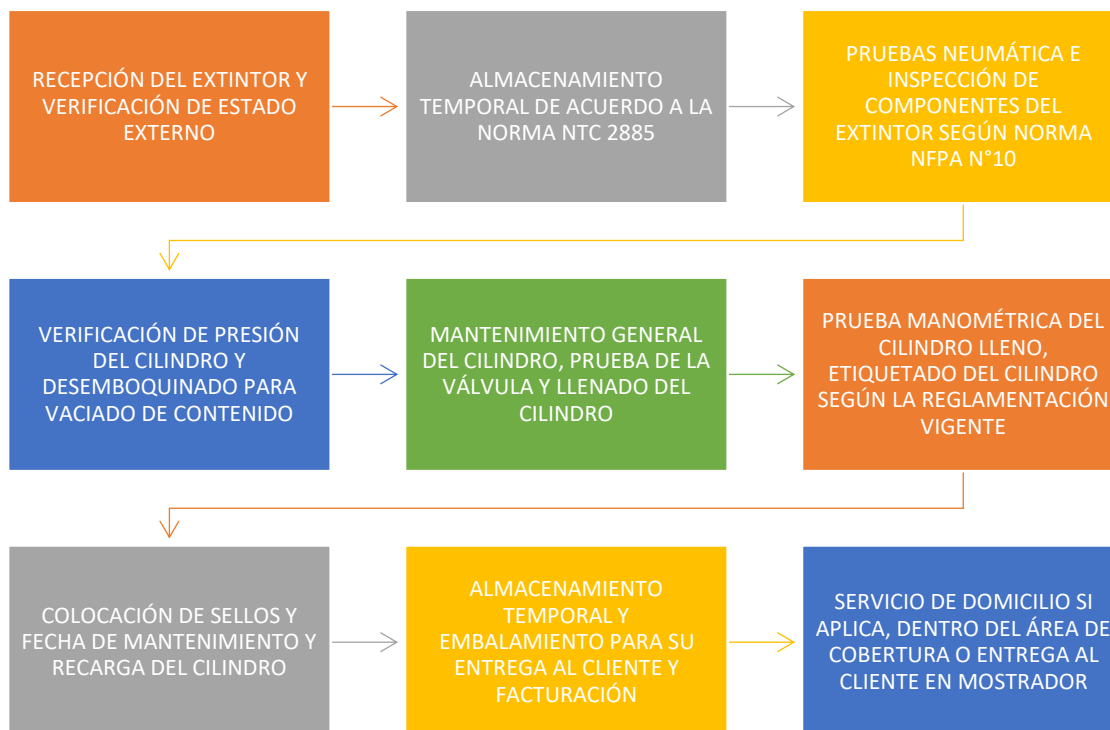 RECEPCIÓN DEL EXTINTOR Y
VERIFICACIÓN DE ESTADO
EXTERNO
ALMACENAMIENTO
TEMPORAL DE ACUERDO A LA
NORMA NTC 2885
PRUEBAS NEUMÁTICA E
INSPECCIÓN DE
COMPONENTES DEL
EXTINTOR SEGÚN NORMA
NFPA N°10
VERIFICACIÓN DE PRESIÓN
DEL CILINDRO Y
DESEMBOQUINADO PARA
VACIADO DE CONTENIDO
MANTENIMIENTO GENERAL
DEL CILINDRO, PRUEBA DE LA
VÁLVULA Y LLENADO DEL
CILINDRO
PRUEBA MANOMÉTRICA DEL
CILINDRO LLENO,
ETIQUETADO DEL CILINDRO
SEGÚN LA REGLAMENTACIÓN
VIGENTE
COLOCACIÓN DE SELLOS Y
FECHA DE MANTENIMIENTO Y
RECARGA DEL CILINDRO
ALMACENAMIENTO
TEMPORAL Y
EMBALAMIENTO PARA SU
ENTREGA AL CLIENTE Y
FACTURACIÓN
SERVICIO DE DOMICILIO SI
APLICA, DENTRO DEL ÁREA DE
COBERTURA O ENTREGA AL
CLIENTE EN MOSTRADOR